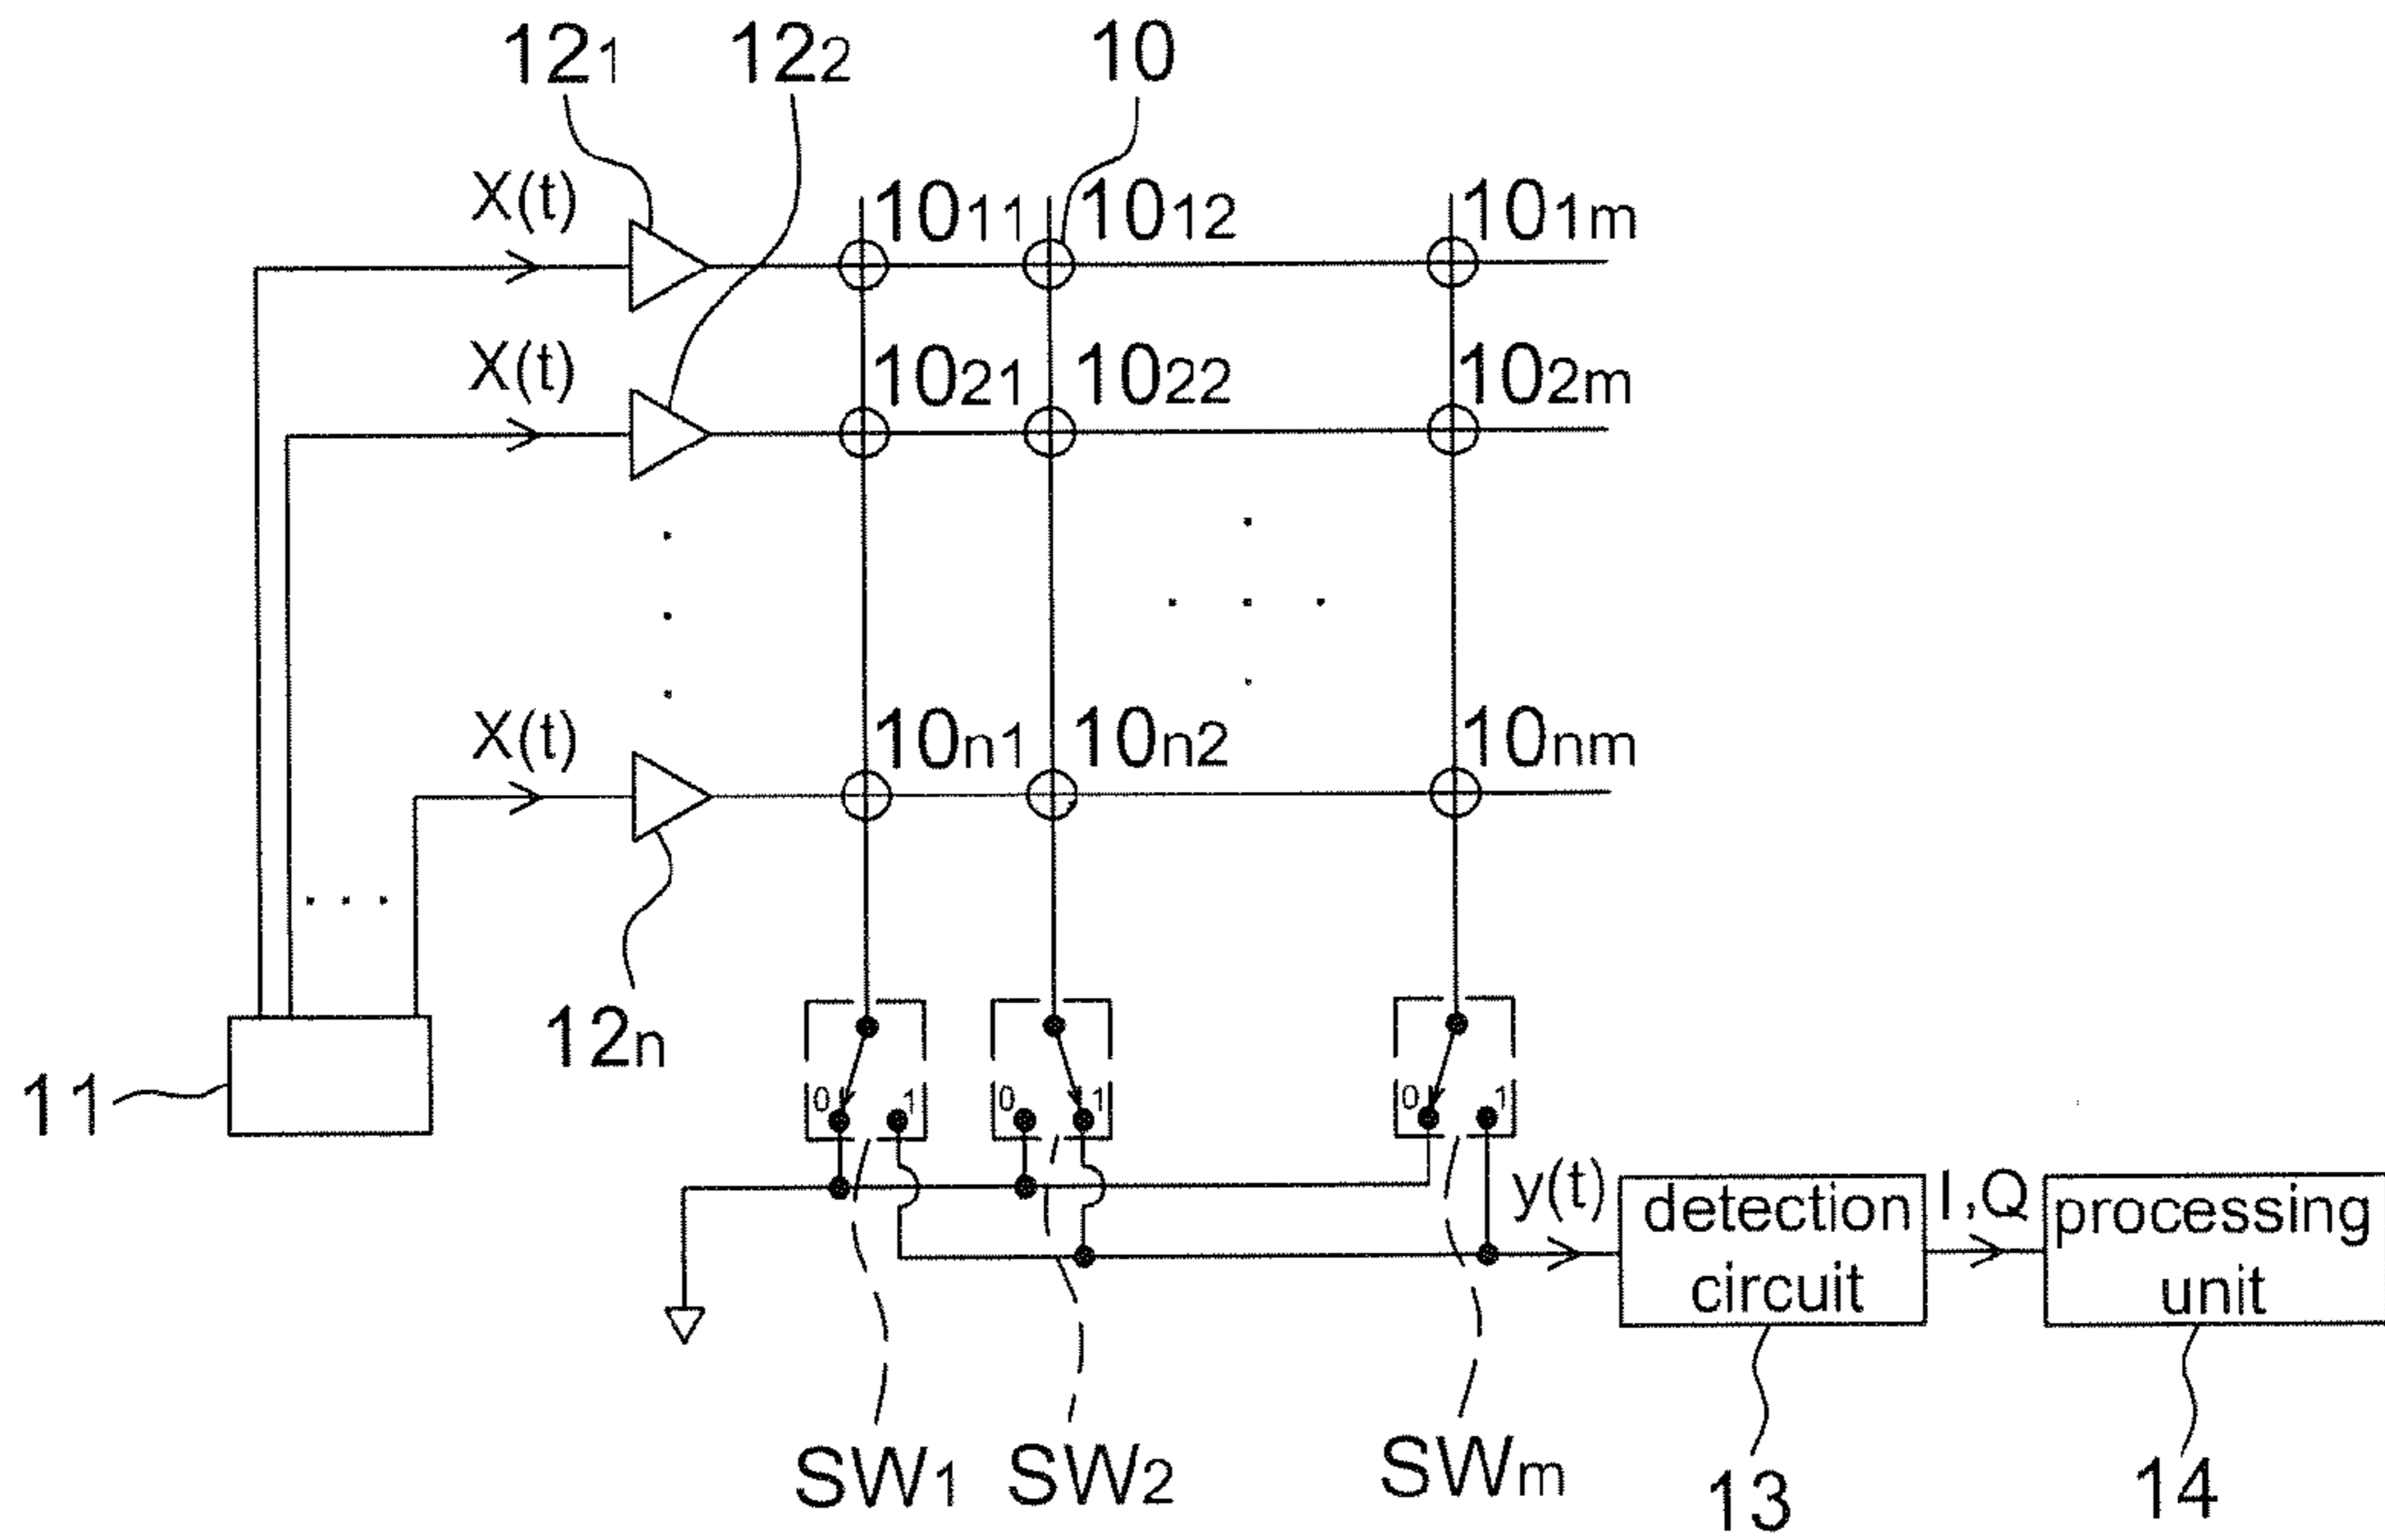 12₁ 12₂ 10
X(t) 10₁₁ 10₁₂ 10₁ₘ
X(t) 10₂₁ 10₂₂ 10₂ₘ
X(t) 10ₙ₁ 10ₙ₂ 10ₙₘ
12ₙ
11
0 1 0 1 0 1
y(t) detection circuit I,Q processing unit
SW₁ SW₂ SWₘ 13 14